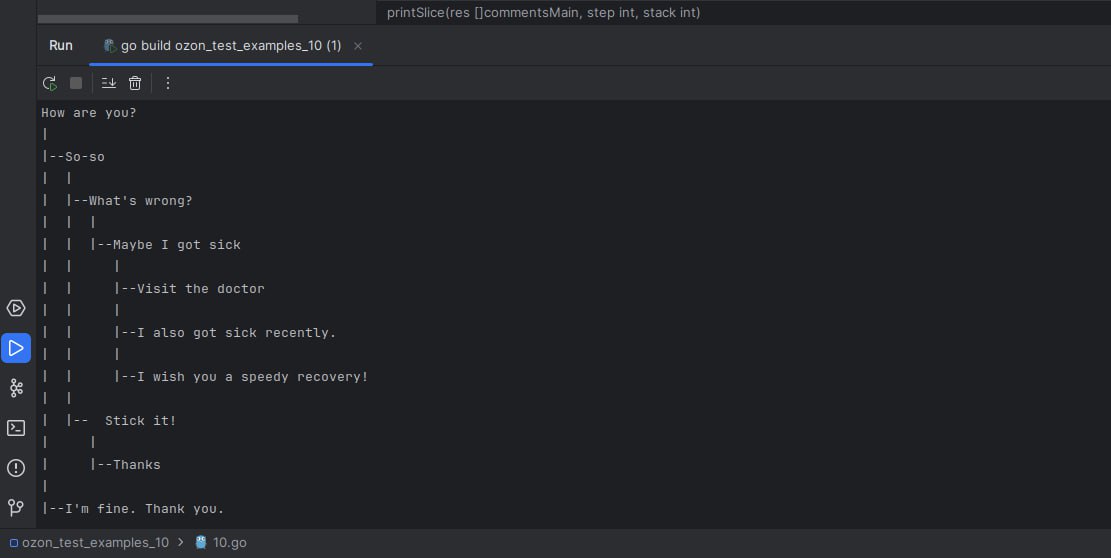 printSlice(res []commentsMain, step int, stack int)
Run go build ozon_test_examples_10 (1) ×
How are you?
|
|--So-so
|  |
|  |--What's wrong?
|  |  |
|  |  |--Maybe I got sick
|  |     |
|  |     |--Visit the doctor
|  |     |
|  |     |--I also got sick recently.
|  |     |
|  |     |--I wish you a speedy recovery!
|  |
|  |--  Stick it!
|     |
|     |--Thanks
|
|--I'm fine. Thank you.
ozon_test_examples_10 > 10.go